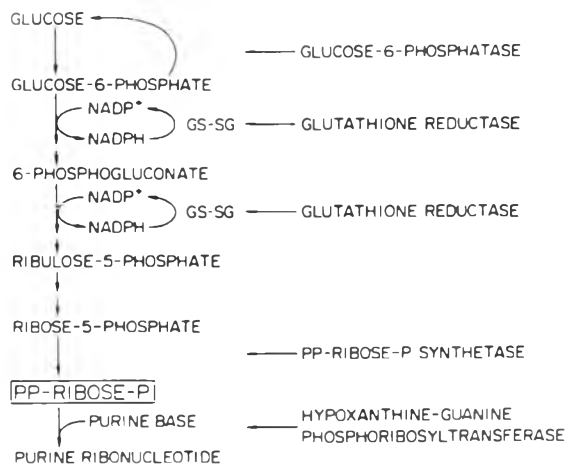 GLUCOSE
GLUCOSE-6-PHOSPHATASE
GLUCOSE-6-PHOSPHATE
NADP+
GS-SG
GLUTATHIONE REDUCTASE
NADPH
6-PHOSPHOGLUCONATE
NADP+
GS-SG
GLUTATHIONE REDUCTASE
NADPH
RIBULOSE-5-PHOSPHATE
RIBOSE-5-PHOSPHATE
PP-RIBOSE-P SYNTHETASE
PP-RIBOSE-P
PURINE BASE
HYPOXANTHINE-GUANINE
PHOSPHORIBOSYLTRANSFERASE
PURINE RIBONUCLEOTIDE